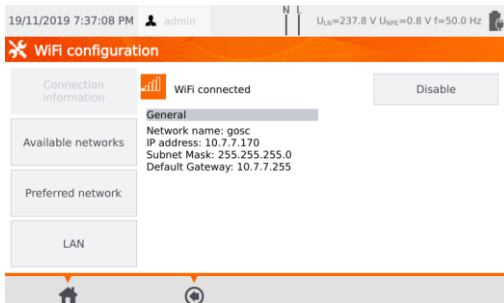 19/11/2019 7:37:08 PM admin N L U_LN=237.8 V U_NPE=0.8 V f=50.0 Hz
WiFi configuration
Connection
information
WiFi connected
Disable
General
Network name: gosc
IP address: 10.7.7.170
Subnet Mask: 255.255.255.0
Default Gateway: 10.7.7.255
Available networks
Preferred network
LAN